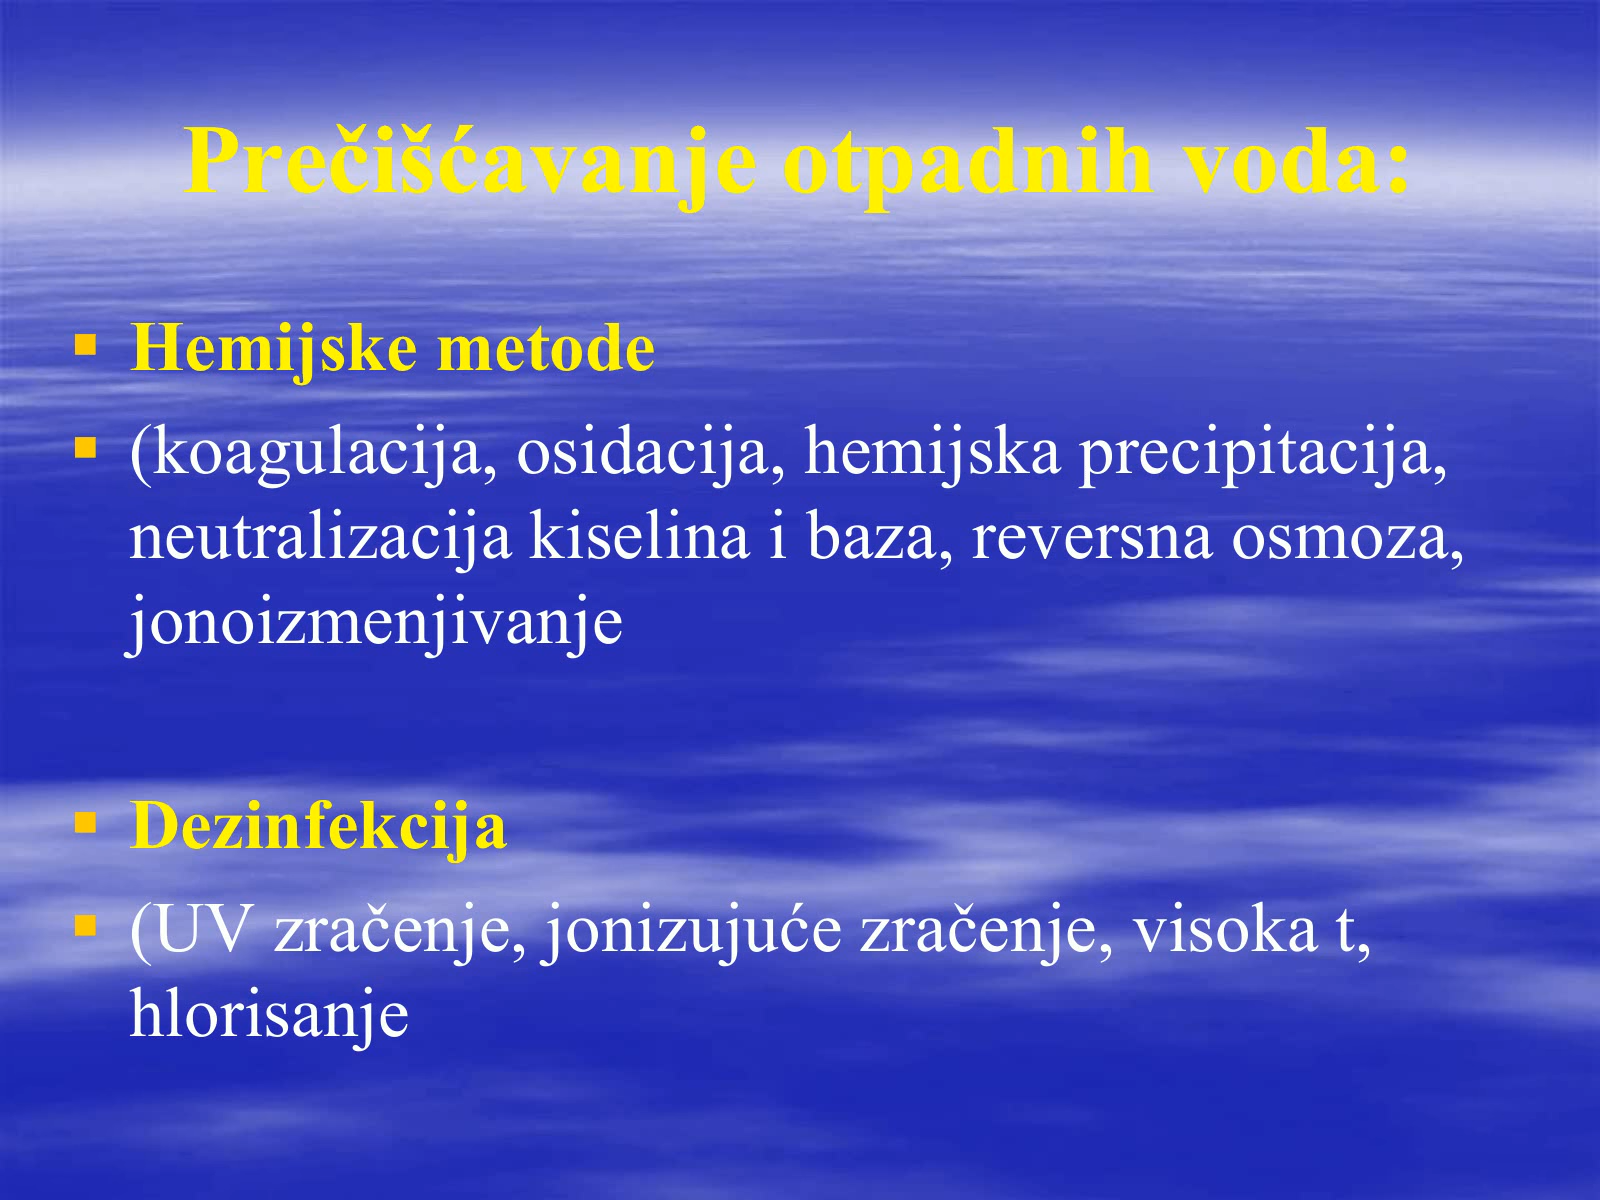 Prečišćavanje otpadnih voda:
▪ Hemijske metode
▪ (koagulacija, osidacija, hemijska precipitacija,
neutralizacija kiselina i baza, reversna osmoza,
jonoizmenjivanje
▪ Dezinfekcija
▪ (UV zračenje, jonizujuće zračenje, visoka t,
hlorisanje